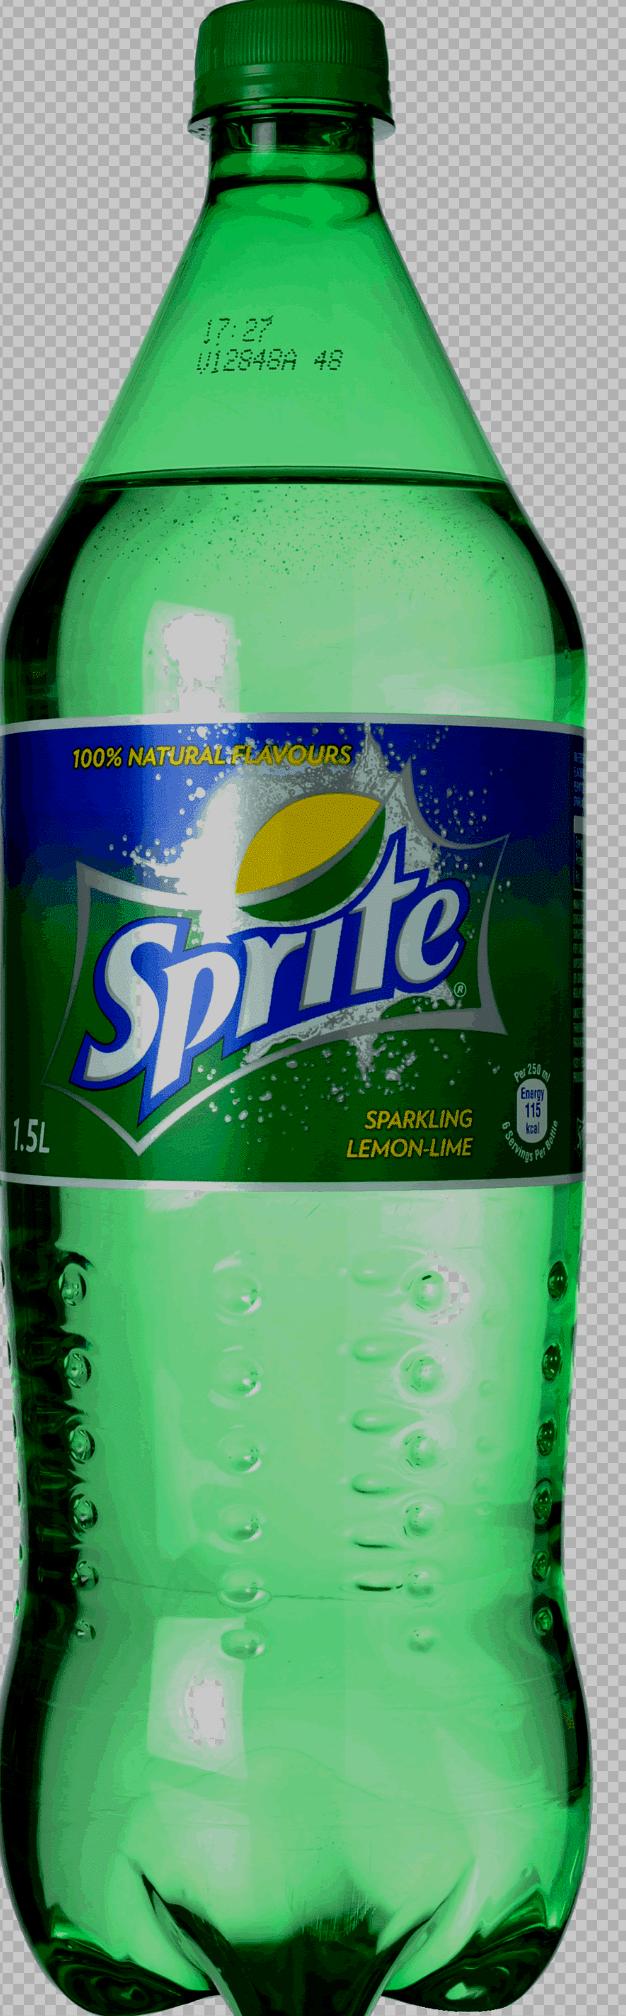 17:27
V12848A 48
100% NATURAL FLAVOURS
Sprite®
Per 250 ml
Energy
115
kcal
6 Servings Per Bottle
SPARKLING
LEMON-LIME
1.5L